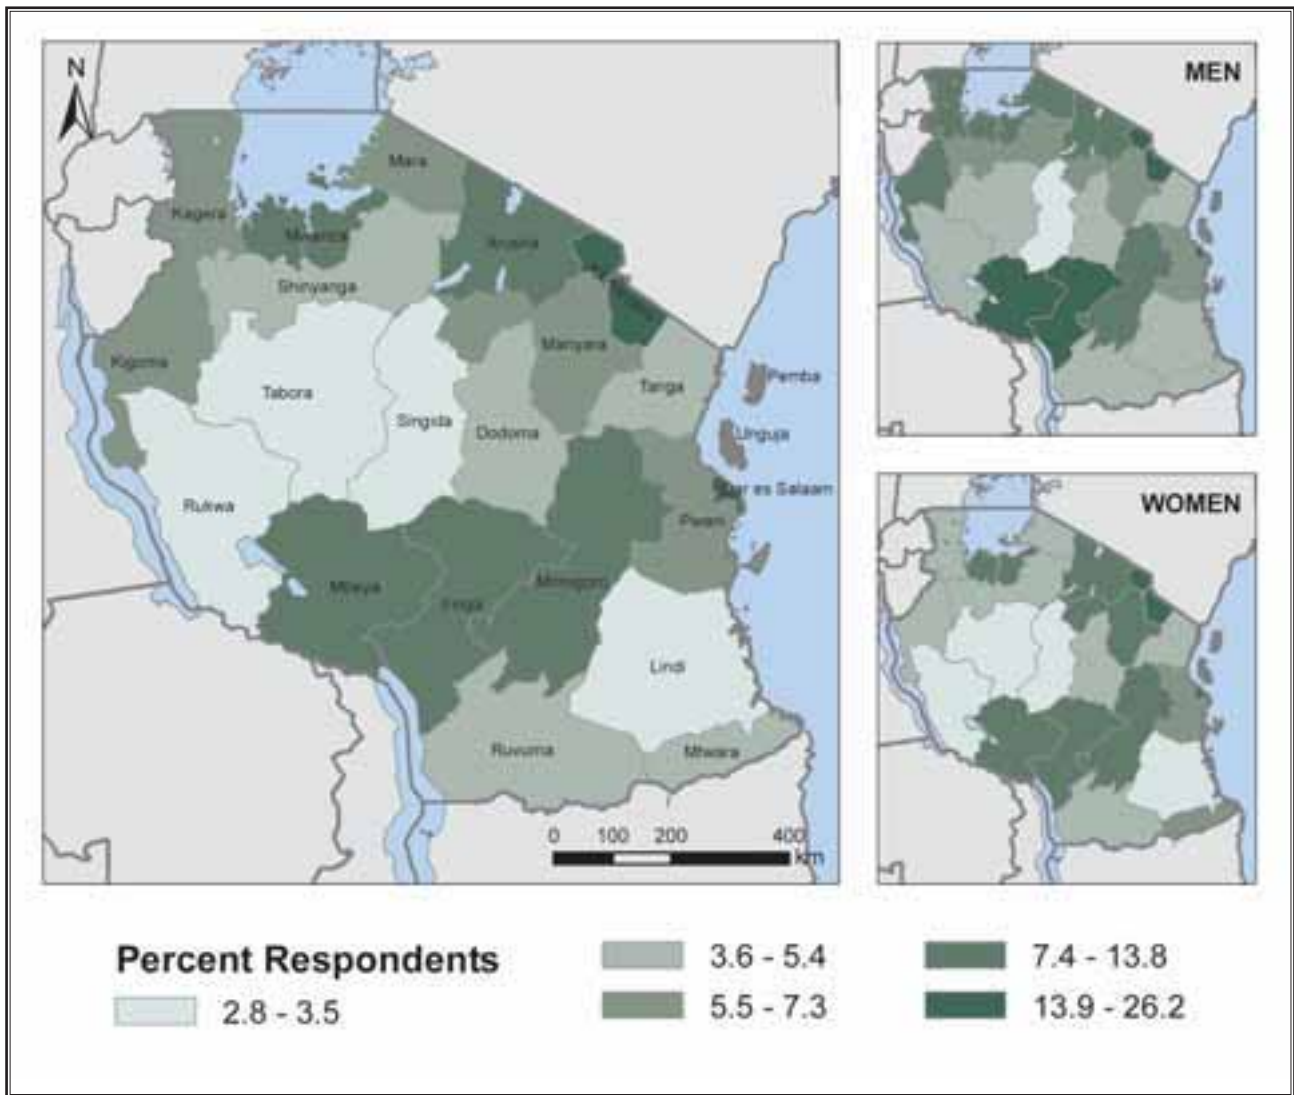 N
MEN
Mara
Kagera
Mwanza
Arusha
Shinyanga
Kigoma
Manyara
Tabora
Tanga
Pemba
Singida
Dodoma
Unguja
Dar es Salaam
Rukwa
Pwani
WOMEN
Mbeya
Iringa
Morogoro
Lindi
Ruvuma
Mtwara
0 100 200 400
km
Percent Respondents
2.8 - 3.5
3.6 - 5.4
5.5 - 7.3
7.4 - 13.8
13.9 - 26.2